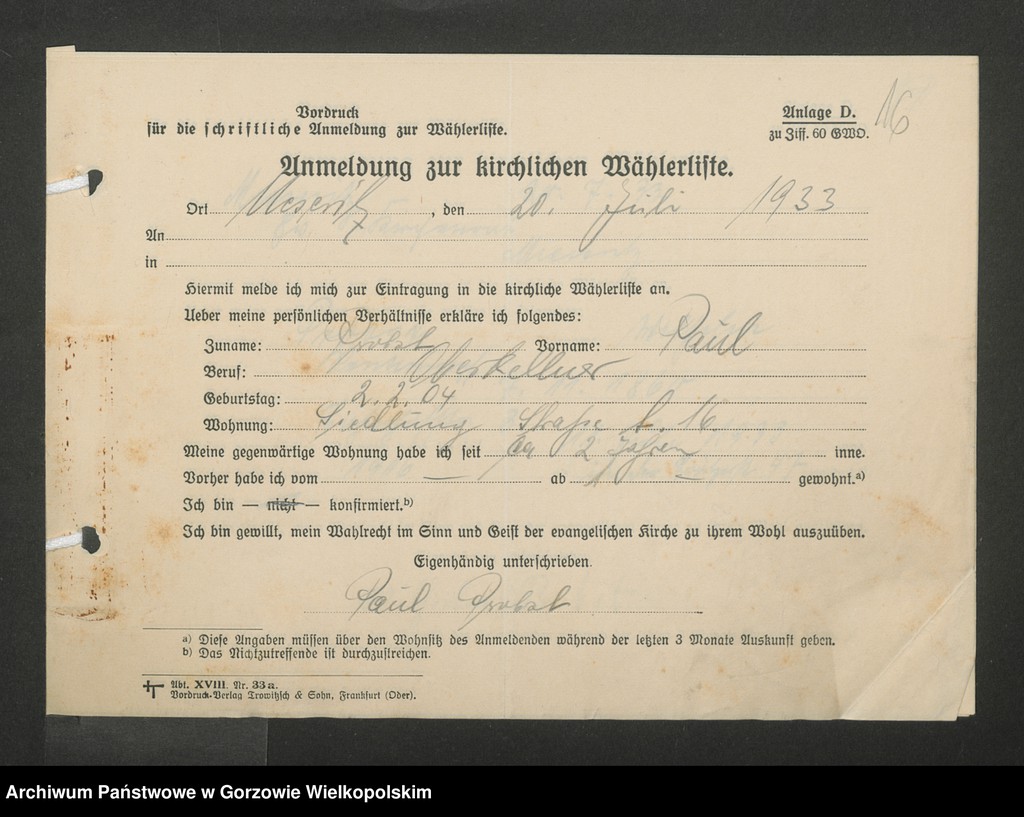 Vordruck
für die schriftliche Anmeldung zur Wählerliste.
Anlage D.
zu Ziff. 60 GWO.
16
Anmeldung zur kirchlichen Wählerliste.
Ort Meseritz, den 20. Juli 1933
An
in
Hiermit melde ich mich zur Eintragung in die kirchliche Wählerliste an.
Ueber meine persönlichen Verhältnisse erkläre ich folgendes:
Zuname: Probst Vorname: Paul
Beruf: Oberkellner
Geburtstag: 2.2.04
Wohnung: Siedlung Straße 16.
Meine gegenwärtige Wohnung habe ich seit 2 Jahren inne.
Vorher habe ich vom — ab — gewohnt.a)
Ich bin — nicht — konfirmiert.b)
Ich bin gewillt, mein Wahlrecht im Sinn und Geist der evangelischen Kirche zu ihrem Wohl auszuüben.
Eigenhändig unterschrieben.
Paul Probst
a) Diese Angaben müssen über den Wohnsitz des Anmeldenden während der letzten 3 Monate Auskunft geben.
b) Das Nichtzutreffende ist durchzustreichen.
Abt. XVIII. Nr. 33a.
Vordruck-Verlag Trowitzsch & Sohn, Frankfurt (Oder).
Archiwum Państwowe w Gorzowie Wielkopolskim